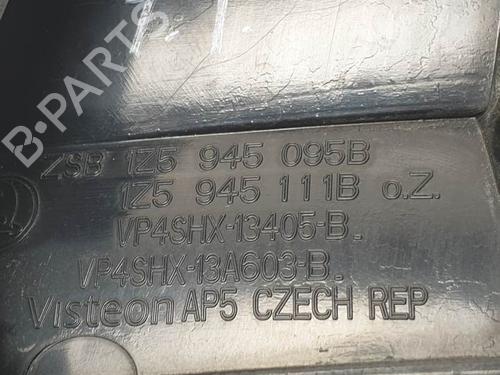 B-PARTS
ZSB 1Z5 945 095B
1Z5 945 111B o.Z.
VP4SHX-13405-B
VP4SHX-13A603-B
Visteon AP5 CZECH REP